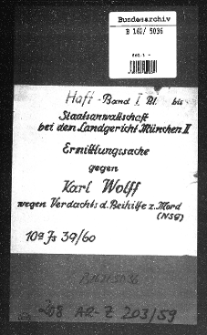 Bundesarchiv
B 162/ 5036
Haft-Band I Bl. bis
Staatsanwaltschaft
bei dem Landgericht München II
Ermittlungssache
gegen
Karl Wolff
wegen Verdachts d. Beihilfe z. Mord
(NSG)
10a Js 39/60
208 AR-Z 203/59